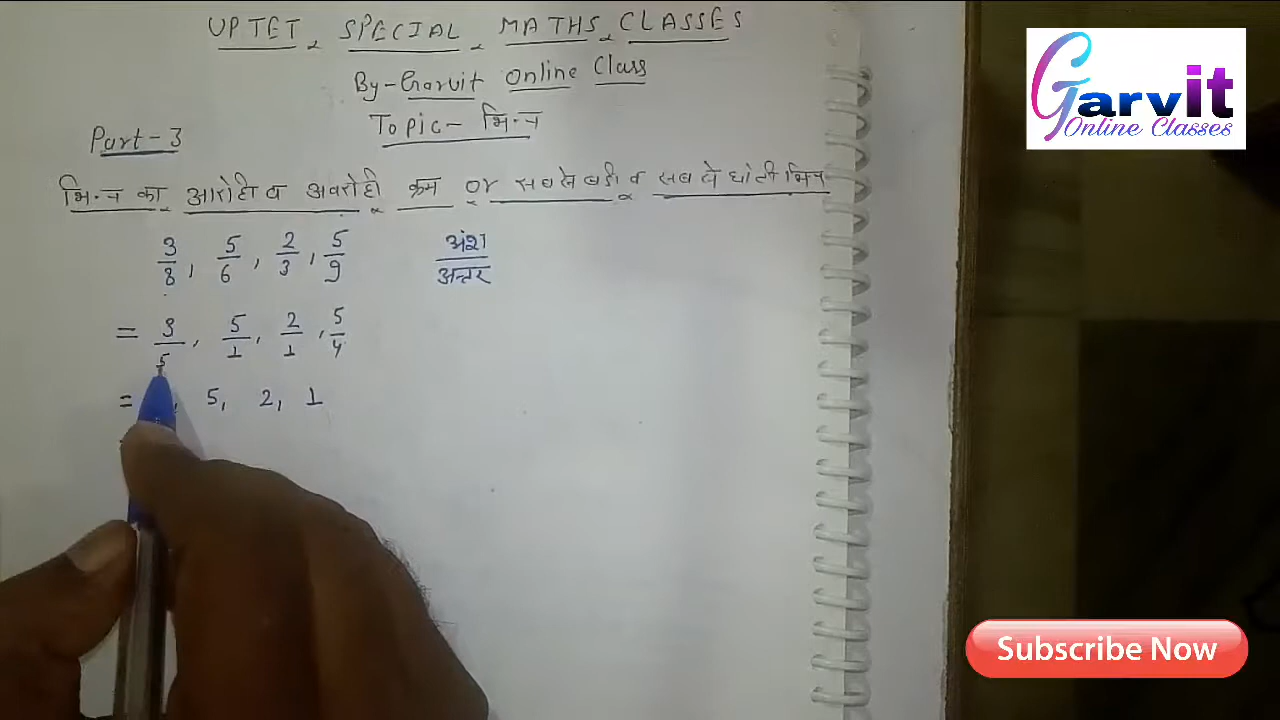 UPTET SPECIAL MATHS CLASSES
By-Garvit Online Class
Topic- भिन्न
Part-3
भिन्न का आरोही व अवरोही क्रम or सबसे बडी व सबसे छोटी भिन्न
3/8, 5/6, 2/3, 5/9 अंश/अन्तर
= 3/5, 5/1, 2/1, 5/4
= , 5, 2, 1
Garvit
Online Classes
Subscribe Now